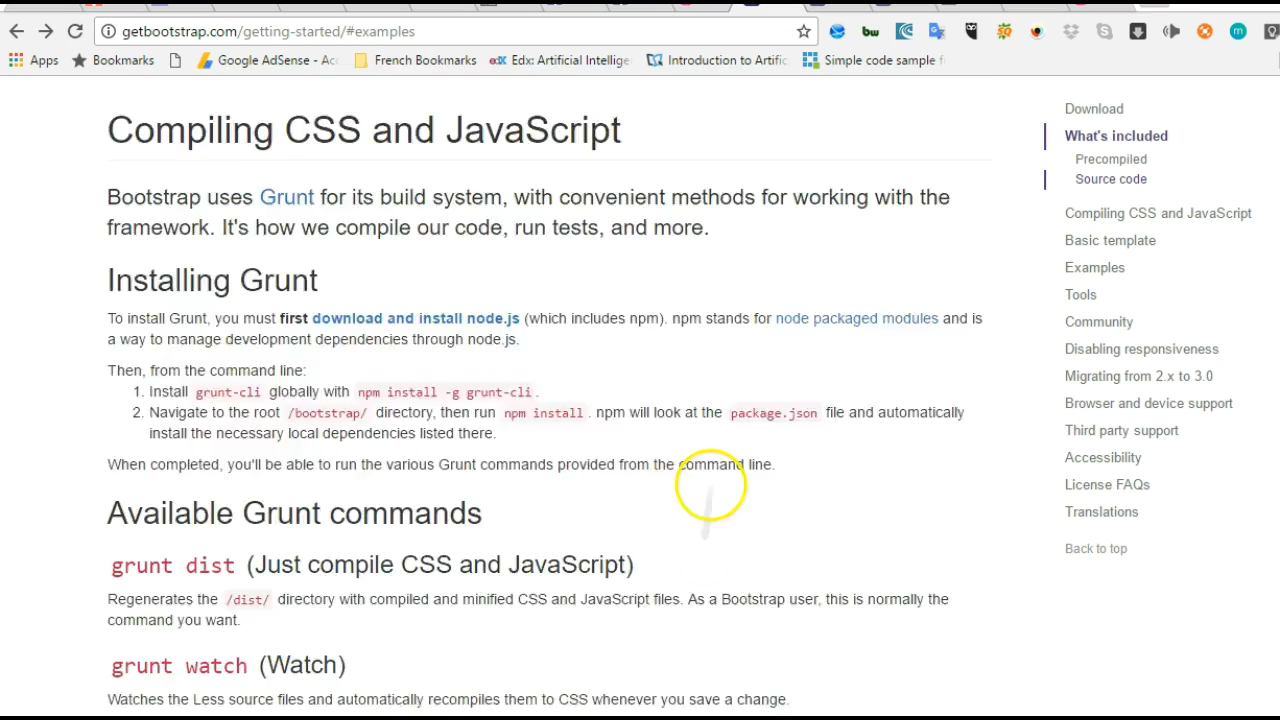 getbootstrap.com/getting-started/#examples
Apps Bookmarks Google AdSense - Acc French Bookmarks Edx: Artificial Intellige Introduction to Artific Simple code sample f
Compiling CSS and JavaScript
Bootstrap uses Grunt for its build system, with convenient methods for working with the
framework. It's how we compile our code, run tests, and more.
Installing Grunt
To install Grunt, you must first download and install node.js (which includes npm). npm stands for node packaged modules and is
a way to manage development dependencies through node.js.
Then, from the command line:
1. Install grunt-cli globally with npm install -g grunt-cli.
2. Navigate to the root /bootstrap/ directory, then run npm install. npm will look at the package.json file and automatically
install the necessary local dependencies listed there.
When completed, you'll be able to run the various Grunt commands provided from the command line.
Available Grunt commands
grunt dist (Just compile CSS and JavaScript)
Regenerates the /dist/ directory with compiled and minified CSS and JavaScript files. As a Bootstrap user, this is normally the
command you want.
grunt watch (Watch)
Watches the Less source files and automatically recompiles them to CSS whenever you save a change.
Download
What's included
Precompiled
Source code
Compiling CSS and JavaScript
Basic template
Examples
Tools
Community
Disabling responsiveness
Migrating from 2.x to 3.0
Browser and device support
Third party support
Accessibility
License FAQs
Translations
Back to top